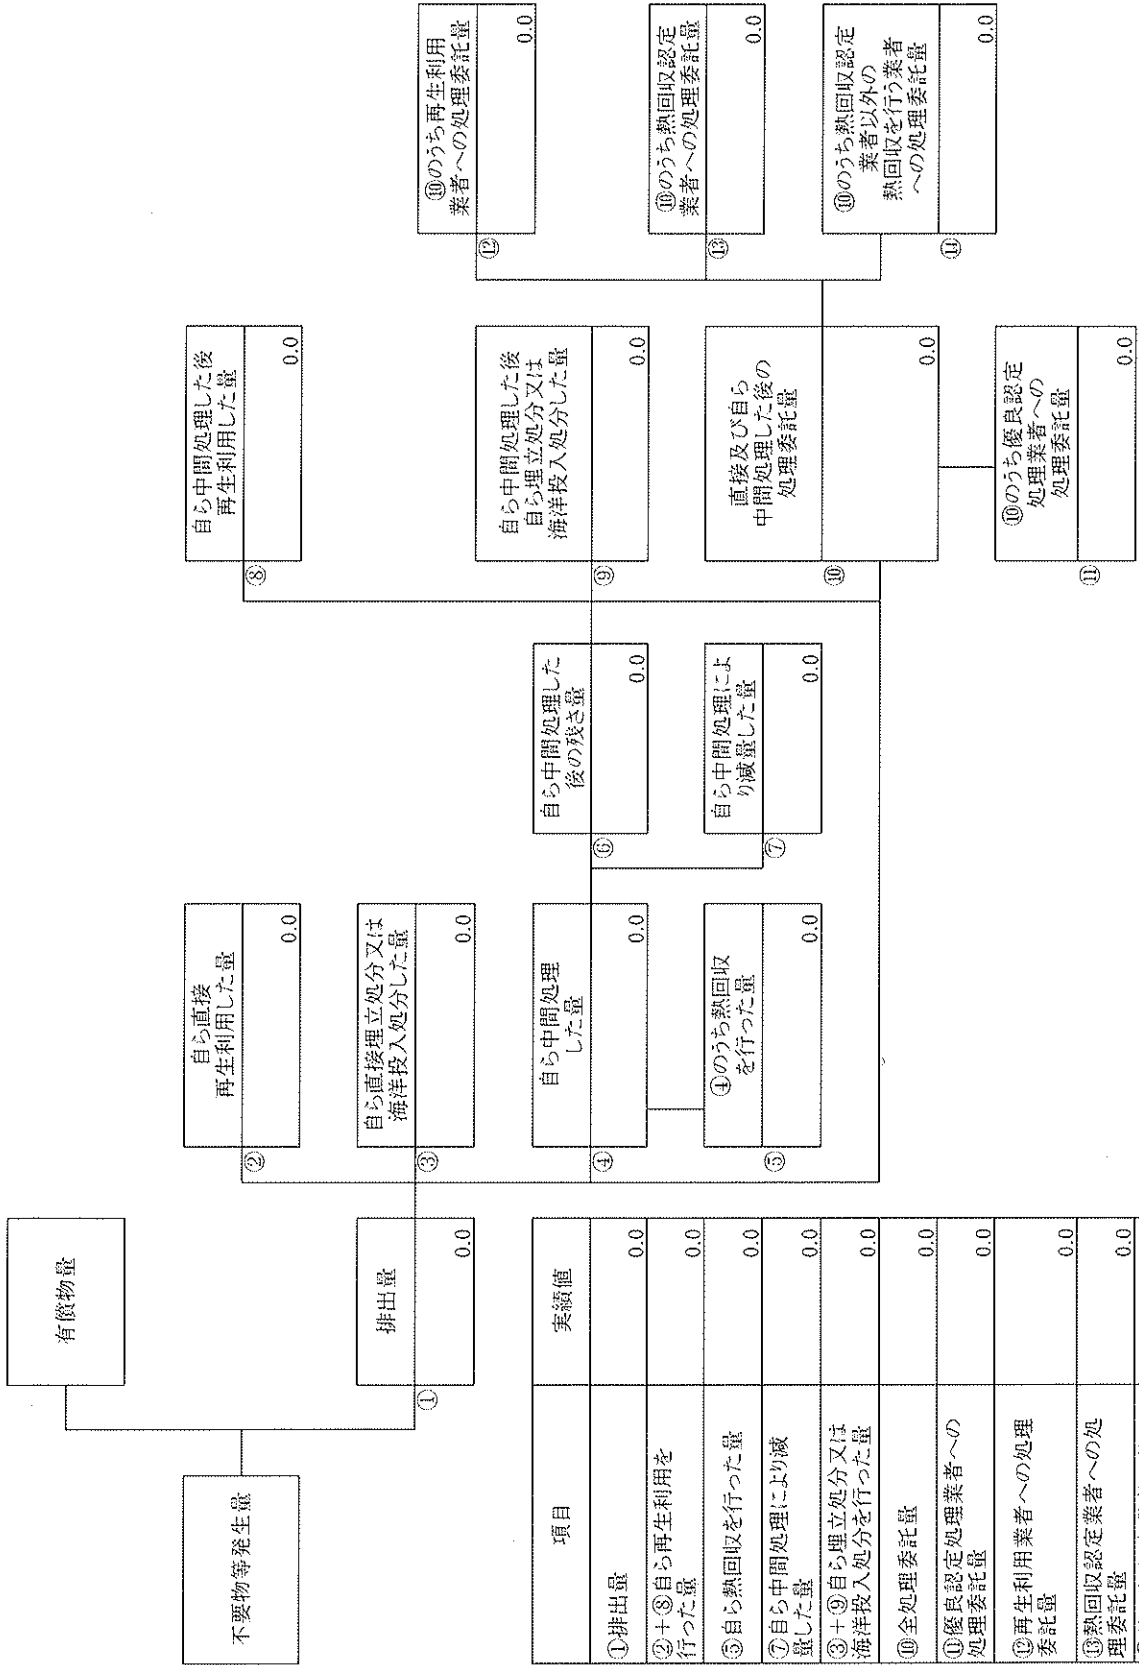 不要物等発生量
有償物量
排出量
①
0.0
自ら直接
再生利用した量
②
0.0
自ら直接埋立処分又は
海洋投入処分した量
③
0.0
自ら中間処理
した量
④
0.0
④のうち熱回収
を行った量
⑤
0.0
自ら中間処理した
後の残さ量
⑥
0.0
自ら中間処理によ
り減量した量
⑦
0.0
自ら中間処理した後
再生利用した量
⑧
0.0
自ら中間処理した後
自ら埋立処分又は
海洋投入処分した量
⑨
0.0
直接及び自ら
中間処理した後の
処理委託量
⑩
0.0
⑩のうち優良認定
処理業者への
処理委託量
⑪
0.0
⑩のうち再生利用
業者への処理委託量
⑫
0.0
⑩のうち熱回収認定
業者への処理委託量
⑬
0.0
⑩のうち熱回収認定
業者以外の
熱回収を行う業者
への処理委託量
⑭
0.0
項目 実績値
①排出量 0.0
②+⑧自ら再生利用を
行った量 0.0
⑤自ら熱回収を行った量 0.0
⑦自ら中間処理により減
量した量 0.0
③+⑨自ら埋立処分又は
海洋投入処分を行った量 0.0
⑩全処理委託量 0.0
⑪優良認定処理業者への
処理委託量 0.0
⑫再生利用業者への処理
委託量 0.0
⑬熱回収認定業者への処
理委託量 0.0